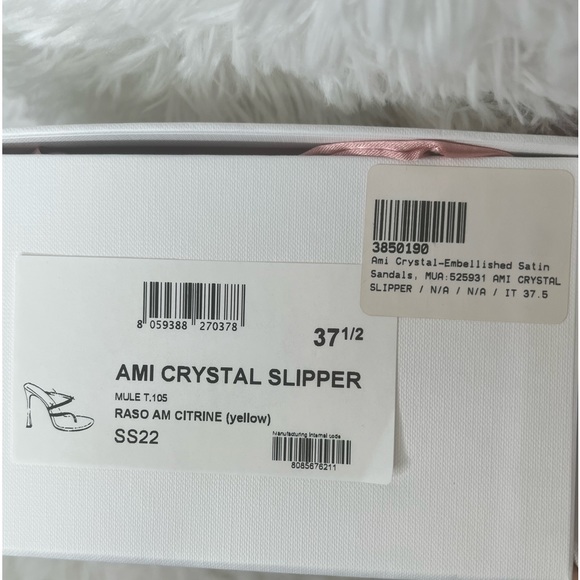 3850190
Ami Crystal-Embellished Satin
Sandals, MUA:525931 AMI CRYSTAL
SLIPPER / N/A / N/A / IT 37.5
8 059388 270378
37 1/2
AMI CRYSTAL SLIPPER
MULE T.105
RASO AM CITRINE (yellow)
SS22
Manufacturing internal code
8085676211